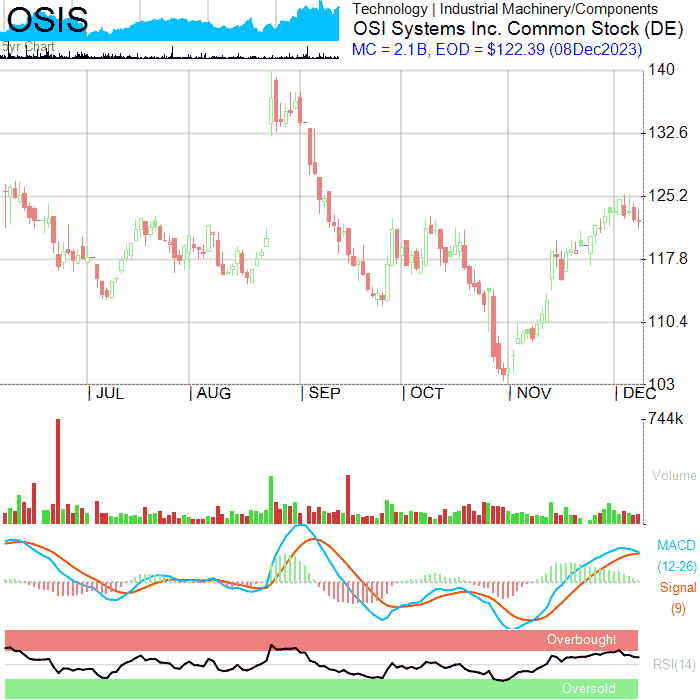 OSIS
5yr Chart
Technology | Industrial Machinery/Components
OSI Systems Inc. Common Stock (DE)
MC = 2.1B, EOD = $122.39 (08Dec2023)
140
132.6
125.2
117.8
110.4
103
| JUL | AUG | SEP | OCT | NOV | DEC
744k
Volume
MACD
(12-26)
Signal
(9)
Overbought
RSI(14)
Oversold